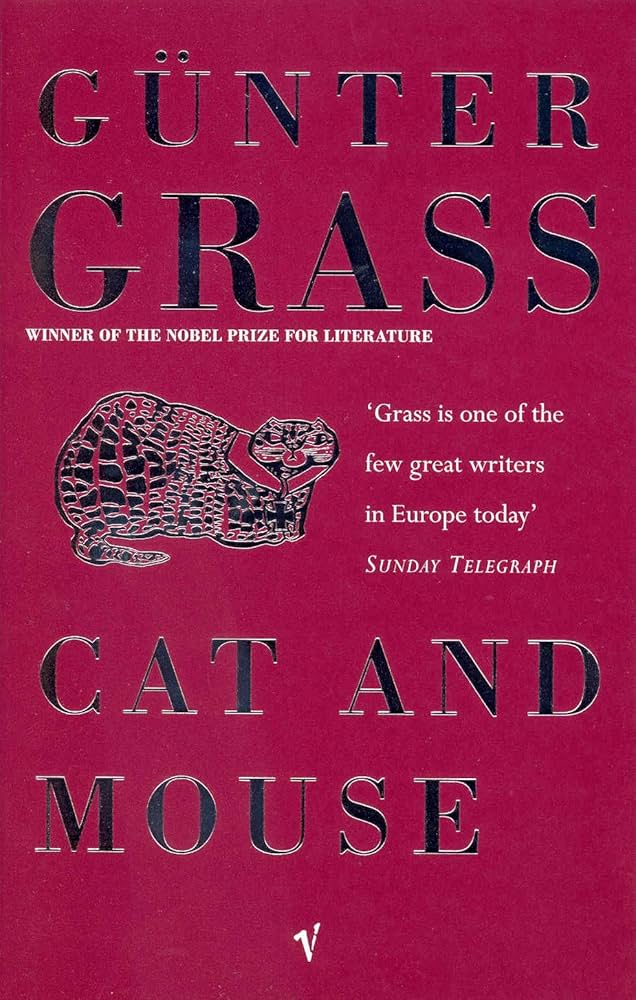 GÜNTER
GRASS
WINNER OF THE NOBEL PRIZE FOR LITERATURE
‘Grass is one of the
few great writers
in Europe today’
SUNDAY TELEGRAPH
CAT AND
MOUSE
V